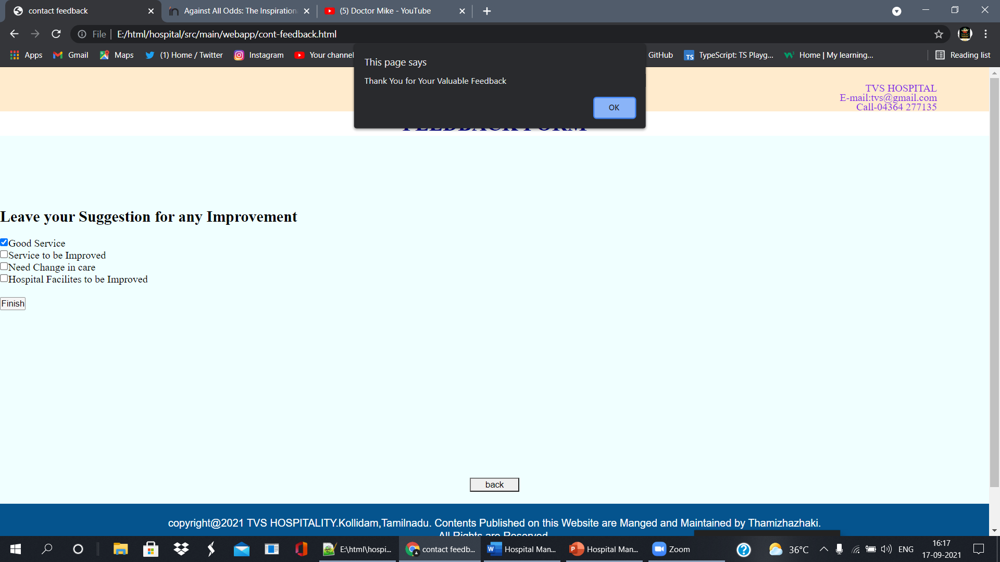 contact feedback
Against All Odds: The Inspiration
(5) Doctor Mike - YouTube
File
E:/html/hospital/src/main/webapp/cont-feedback.html
Apps
Gmail
Maps
(1) Home / Twitter
Instagram
Your channel
GitHub
TS
TypeScript: TS Playg...
Home | My learning...
Reading list
This page says
Thank You for Your Valuable Feedback
OK
TVS HOSPITAL
E-mail:tvs@gmail.com
Call-04364 277135
FEEDBACK FORM
Leave your Suggestion for any Improvement
Good Service
Service to be Improved
Need Change in care
Hospital Facilites to be Improved
Finish
back
copyright@2021 TVS HOSPITALITY.Kollidam,Tamilnadu. Contents Published on this Website are Manged and Maintained by Thamizhazhaki.
All Rights are Reserved
E:\html\hospi...
contact feedb...
Hospital Man...
Hospital Man...
Zoom
36°C
ENG
16:17
17-09-2021